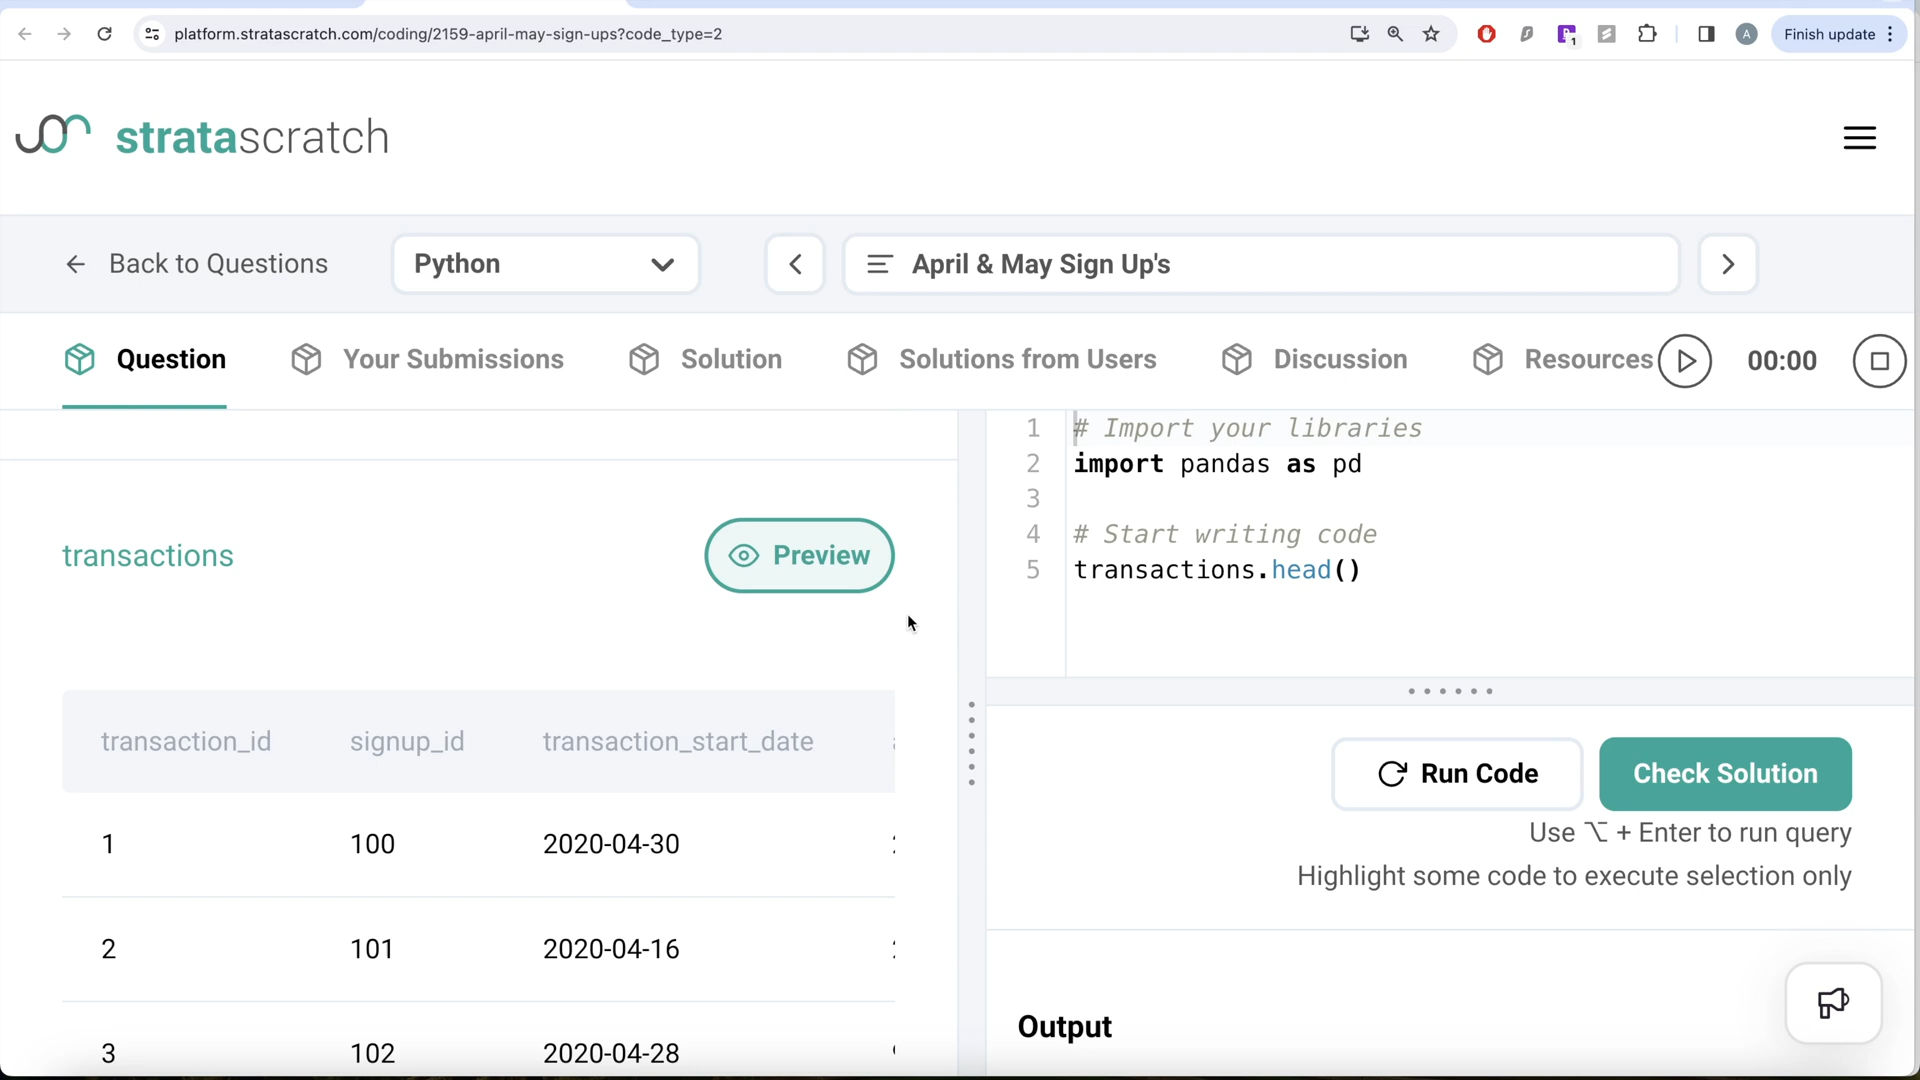 platform.stratascratch.com/coding/2159-april-may-sign-ups?code_type=2
1
A
Finish update
stratascratch
Back to Questions
Python
April & May Sign Up's
Question
Your Submissions
Solution
Solutions from Users
Discussion
Resources
00:00
transactions
Preview
transaction_id signup_id transaction_start_date
1 100 2020-04-30
2 101 2020-04-16
3 102 2020-04-28
1 # Import your libraries
2 import pandas as pd
3
4 # Start writing code
5 transactions.head()
Run Code
Check Solution
Use ⌥ + Enter to run query
Highlight some code to execute selection only
Output